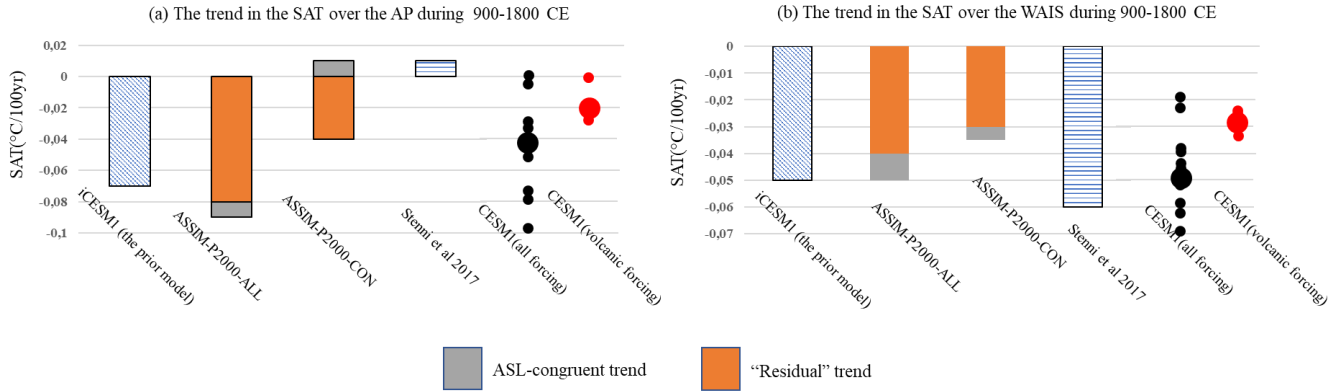 (a) The trend in the SAT over the AP during 900-1800 CE
SAT(°C/100yr)
0,02
0
-0,02
-0,04
-0,06
-0,08
-0,1
iCESM1 (the prior model)
ASSIM-P2000-ALL
ASSIM-P2000-CON
Stenni et al 2017
CESM1(all forcing)
CESM1(volcanic forcing)
(b) The trend in the SAT over the WAIS during 900-1800 CE
SAT(°C/100yr)
0
-0,01
-0,02
-0,03
-0,04
-0,05
-0,06
-0,07
iCESM1 (the prior model)
ASSIM-P2000-ALL
ASSIM-P2000-CON
Stenni et al 2017
CESM1(all forcing)
CESM1(volcanic forcing)
ASL-congruent trend
“Residual” trend